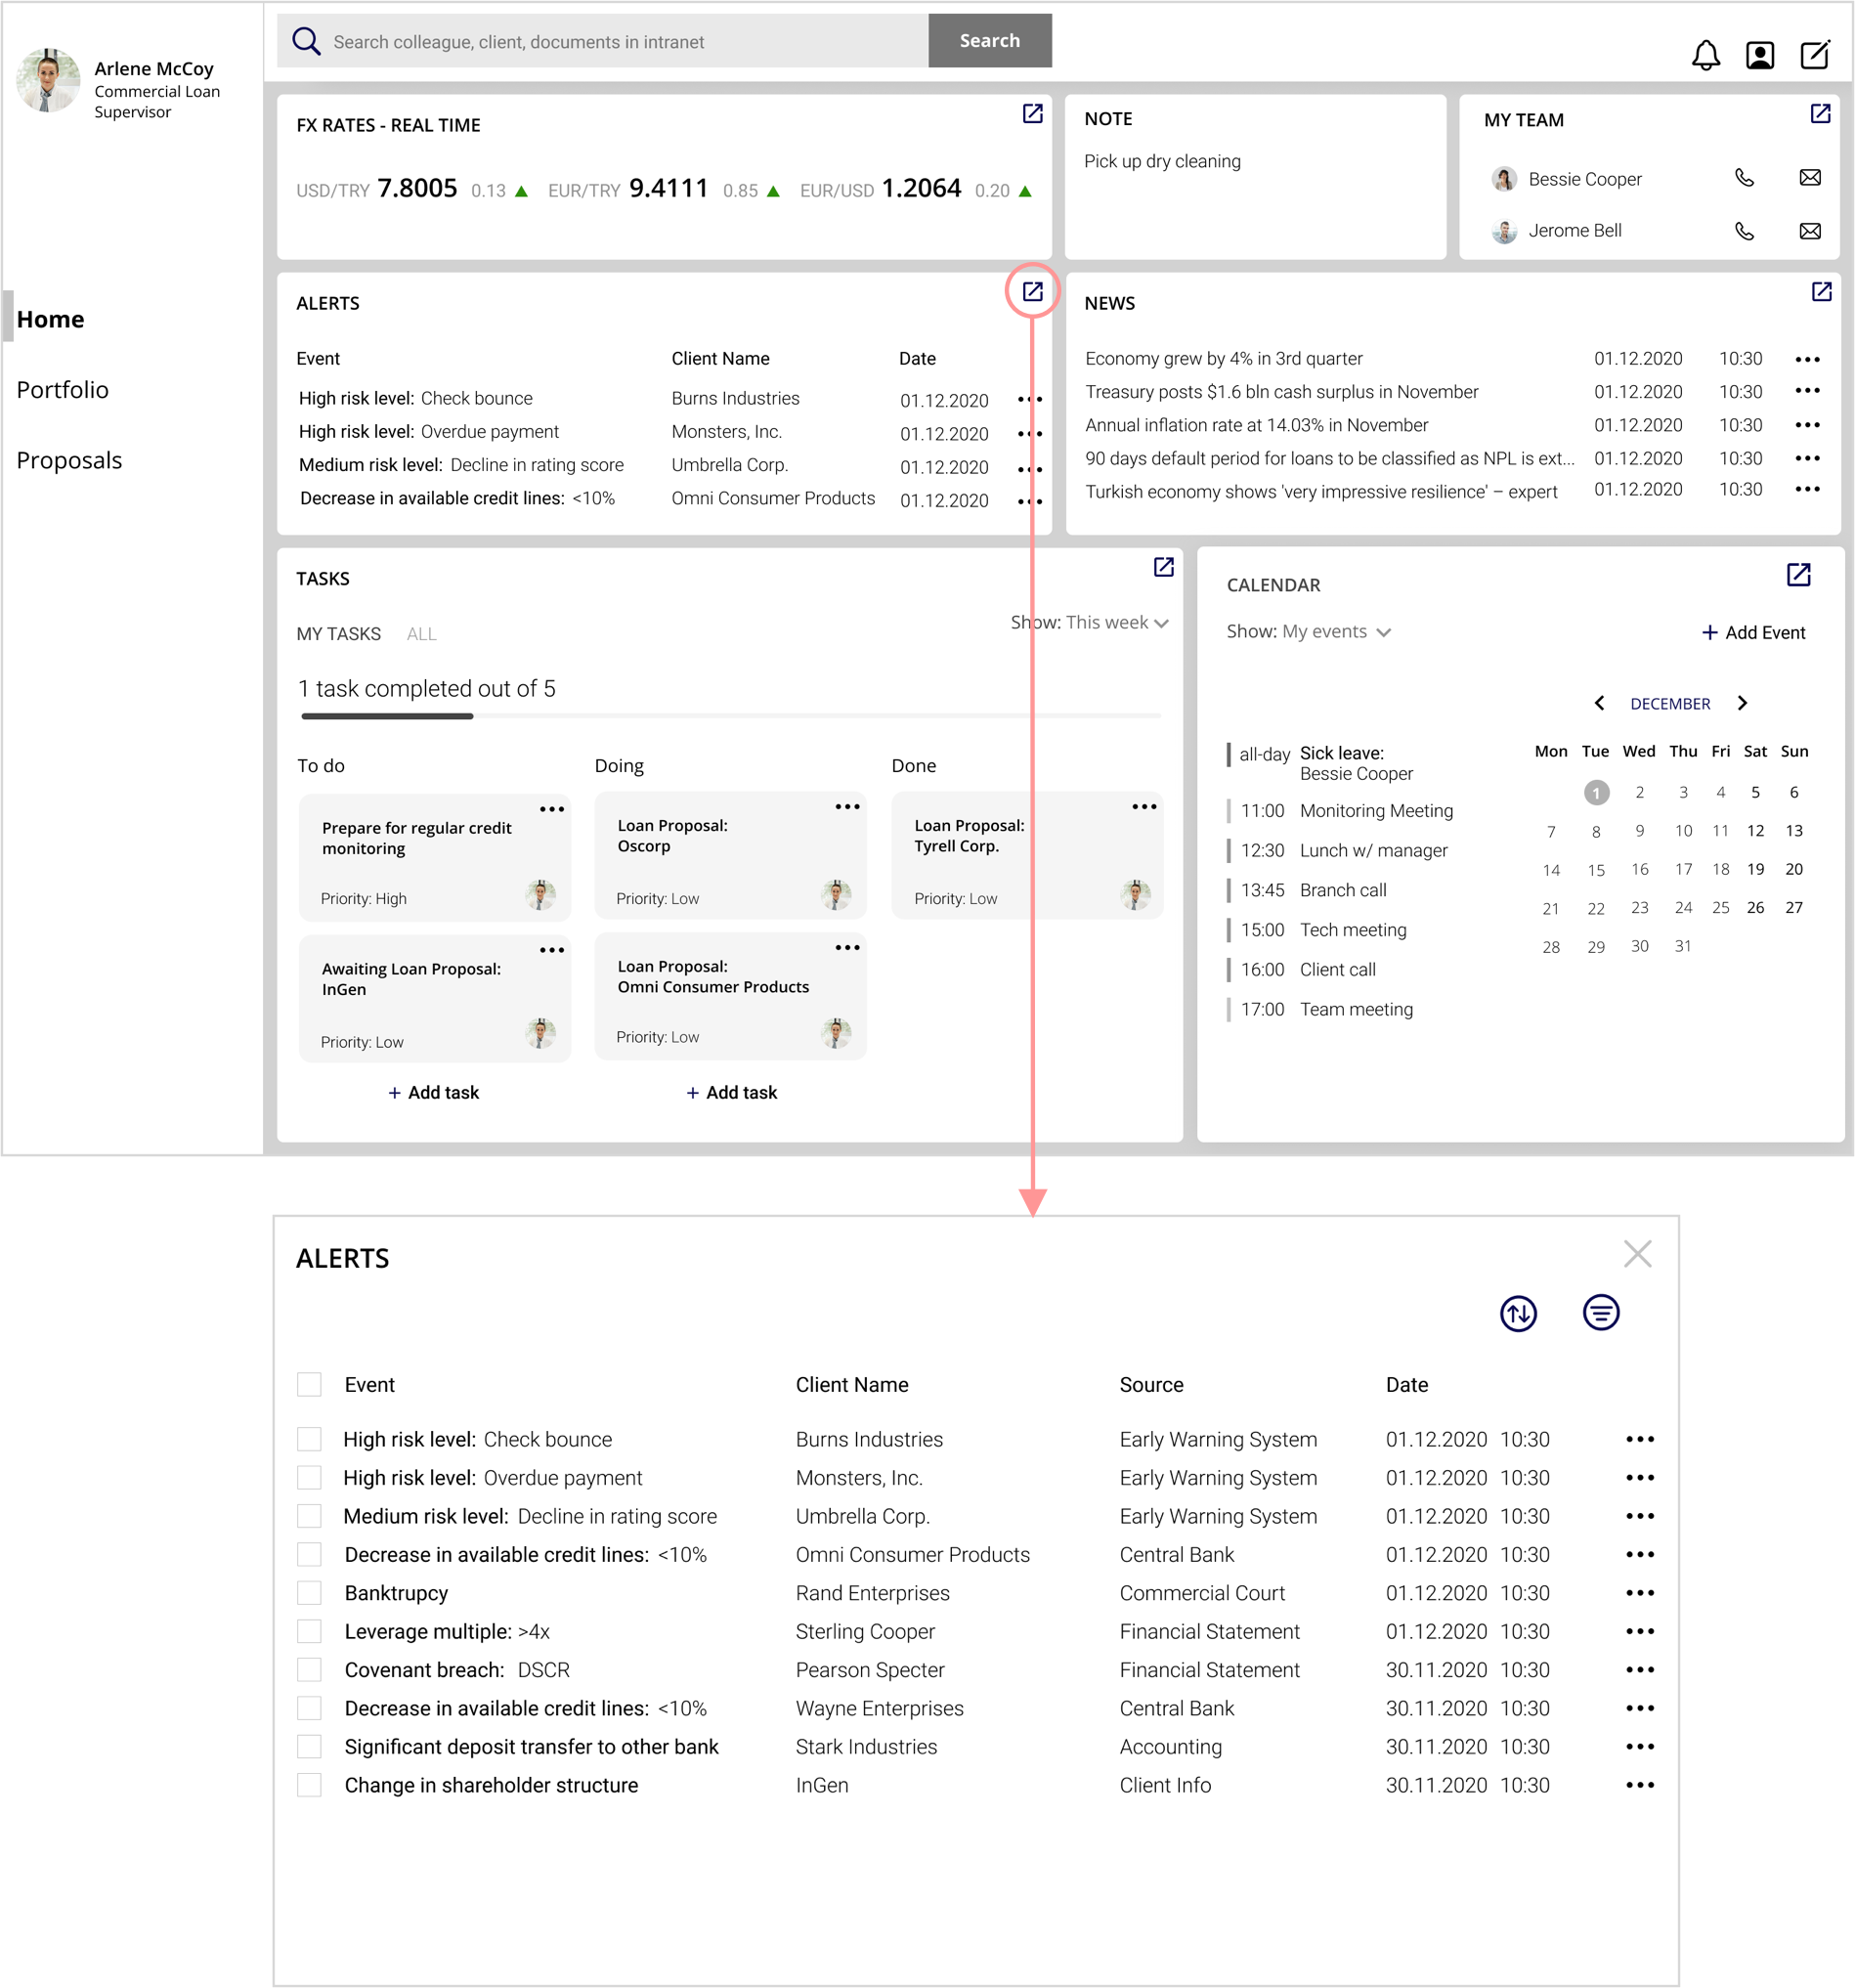 Arlene McCoy
Commercial Loan
Supervisor
Home
Portfolio
Proposals
Search colleague, client, documents in intranet
Search
FX RATES - REAL TIME
USD/TRY 7.8005 0.13 EUR/TRY 9.4111 0.85 EUR/USD 1.2064 0.20
NOTE
Pick up dry cleaning
MY TEAM
Bessie Cooper
Jerome Bell
ALERTS
Event Client Name Date
High risk level: Check bounce Burns Industries 01.12.2020
High risk level: Overdue payment Monsters, Inc. 01.12.2020
Medium risk level: Decline in rating score Umbrella Corp. 01.12.2020
Decrease in available credit lines: <10% Omni Consumer Products 01.12.2020
NEWS
Economy grew by 4% in 3rd quarter 01.12.2020 10:30
Treasury posts $1.6 bln cash surplus in November 01.12.2020 10:30
Annual inflation rate at 14.03% in November 01.12.2020 10:30
90 days default period for loans to be classified as NPL is ext... 01.12.2020 10:30
Turkish economy shows 'very impressive resilience' – expert 01.12.2020 10:30
TASKS
MY TASKS ALL
Show: This week
1 task completed out of 5
To do
Prepare for regular credit
monitoring
Priority: High
Awaiting Loan Proposal:
InGen
Priority: Low
+ Add task
Doing
Loan Proposal:
Oscorp
Priority: Low
Loan Proposal:
Omni Consumer Products
Priority: Low
+ Add task
Done
Loan Proposal:
Tyrell Corp.
Priority: Low
CALENDAR
Show: My events
+ Add Event
all-day Sick leave:
Bessie Cooper
11:00 Monitoring Meeting
12:30 Lunch w/ manager
13:45 Branch call
15:00 Tech meeting
16:00 Client call
17:00 Team meeting
DECEMBER
Mon Tue Wed Thu Fri Sat Sun
1 2 3 4 5 6
7 8 9 10 11 12 13
14 15 16 17 18 19 20
21 22 23 24 25 26 27
28 29 30 31
ALERTS
Event Client Name Source Date
High risk level: Check bounce Burns Industries Early Warning System 01.12.2020 10:30
High risk level: Overdue payment Monsters, Inc. Early Warning System 01.12.2020 10:30
Medium risk level: Decline in rating score Umbrella Corp. Early Warning System 01.12.2020 10:30
Decrease in available credit lines: <10% Omni Consumer Products Central Bank 01.12.2020 10:30
Banktrupcy Rand Enterprises Commercial Court 01.12.2020 10:30
Leverage multiple: >4x Sterling Cooper Financial Statement 01.12.2020 10:30
Covenant breach: DSCR Pearson Specter Financial Statement 30.11.2020 10:30
Decrease in available credit lines: <10% Wayne Enterprises Central Bank 30.11.2020 10:30
Significant deposit transfer to other bank Stark Industries Accounting 30.11.2020 10:30
Change in shareholder structure InGen Client Info 30.11.2020 10:30